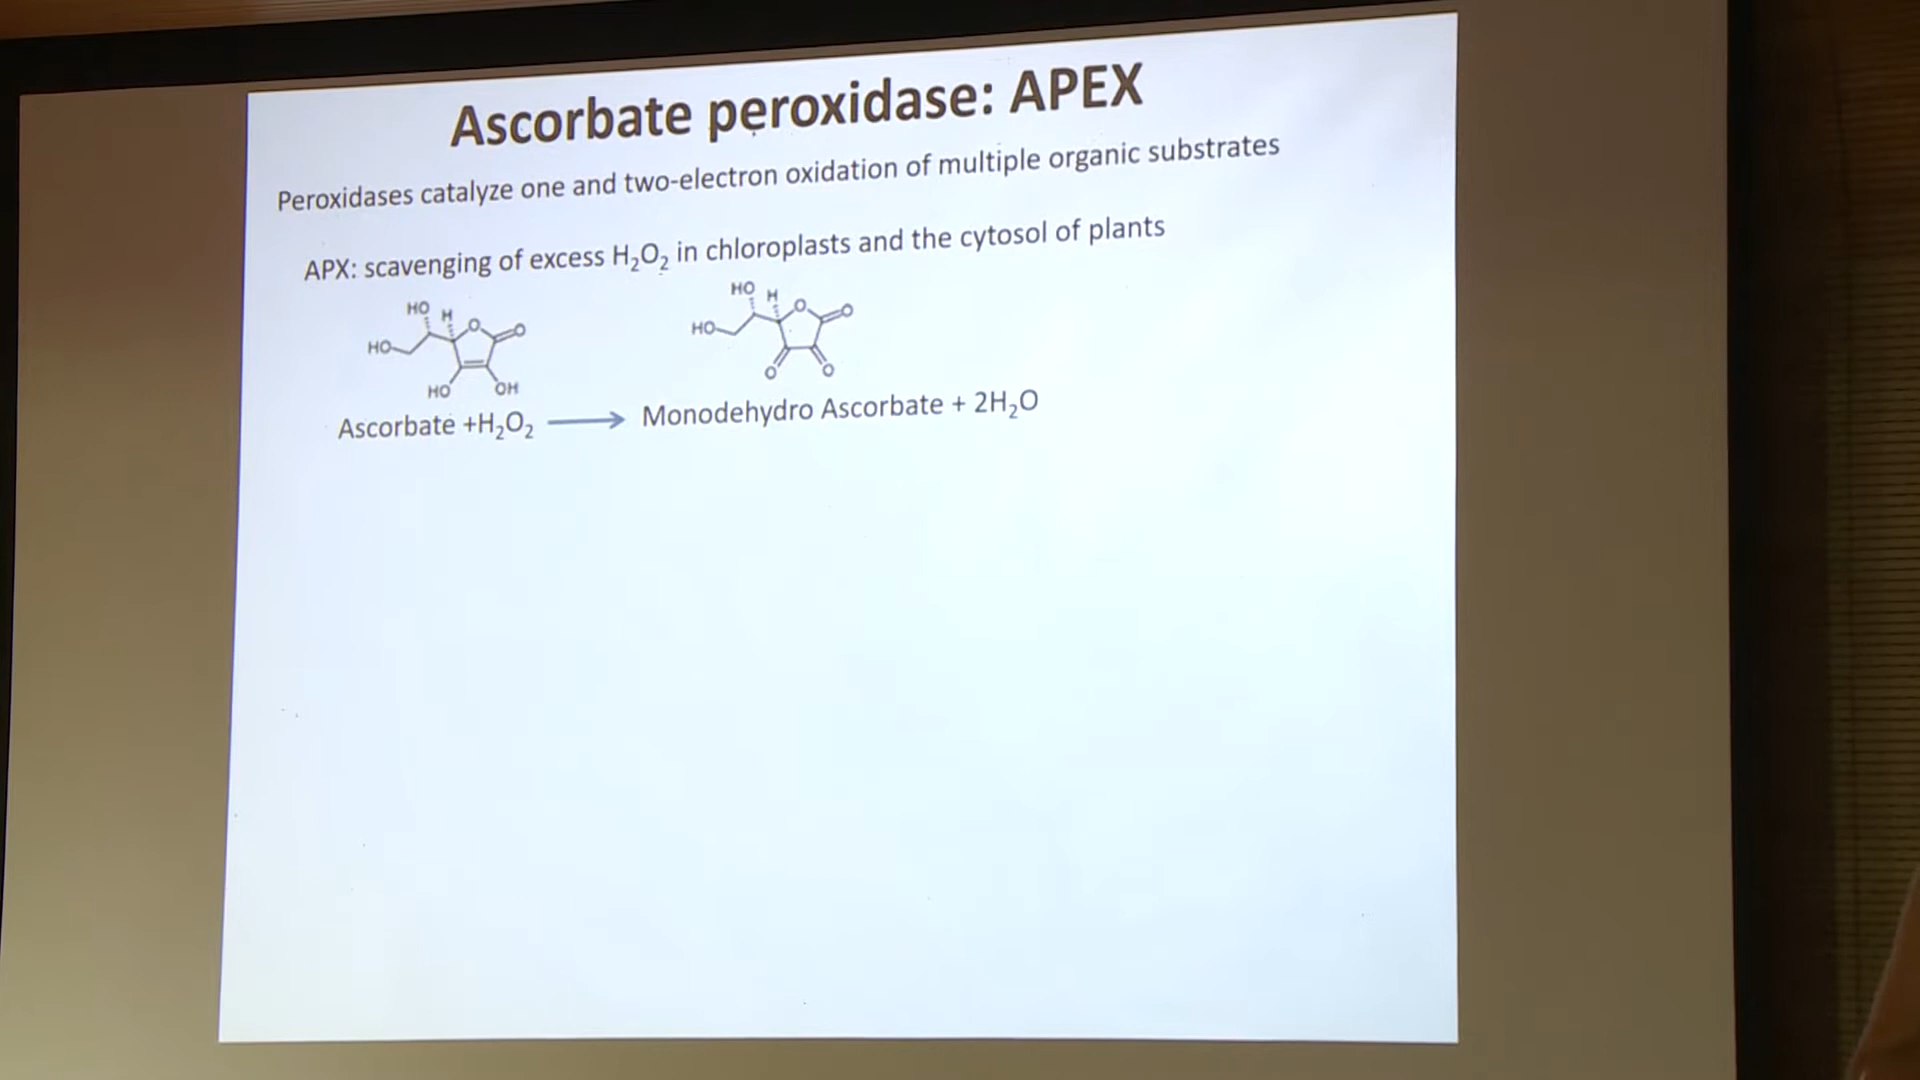 Ascorbate peroxidase: APEX
Peroxidases catalyze one and two-electron oxidation of multiple organic substrates
APX: scavenging of excess H₂O₂ in chloroplasts and the cytosol of plants
HO H O O
HO
HO OH
HO H O O
HO
O O
Ascorbate +H₂O₂ ⟶ Monodehydro Ascorbate + 2H₂O